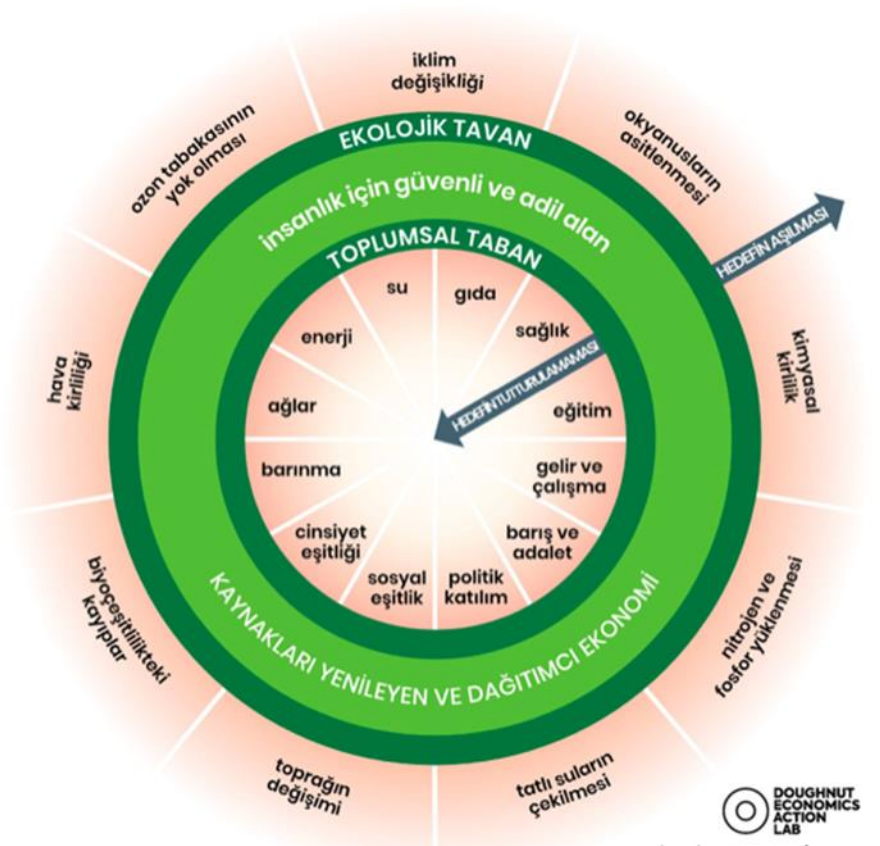 iklim
değişikliği
ozon tabakasının
yok olması
okyanusların
asitlenmesi
EKOLOJİK TAVAN
insanlık için güvenli ve adil alan
TOPLUMSAL TABAN
HEDEFİN AŞILMASI
su
gıda
enerji
sağlık
HEDEFİN TUTTURULAMAMASI
hava
kirliliği
kimyasal
kirlilik
ağlar
eğitim
barınma
gelir ve
çalışma
cinsiyet
eşitliği
barış ve
adalet
sosyal
eşitlik
politik
katılım
biyoçeşitlilikteki
kayıplar
nitrojen ve
fosfor yüklenmesi
KAYNAKLARI YENİLEYEN VE DAĞITIMCI EKONOMİ
toprağın
değişimi
tatlı suların
çekilmesi
DOUGHNUT
ECONOMICS
ACTION
LAB